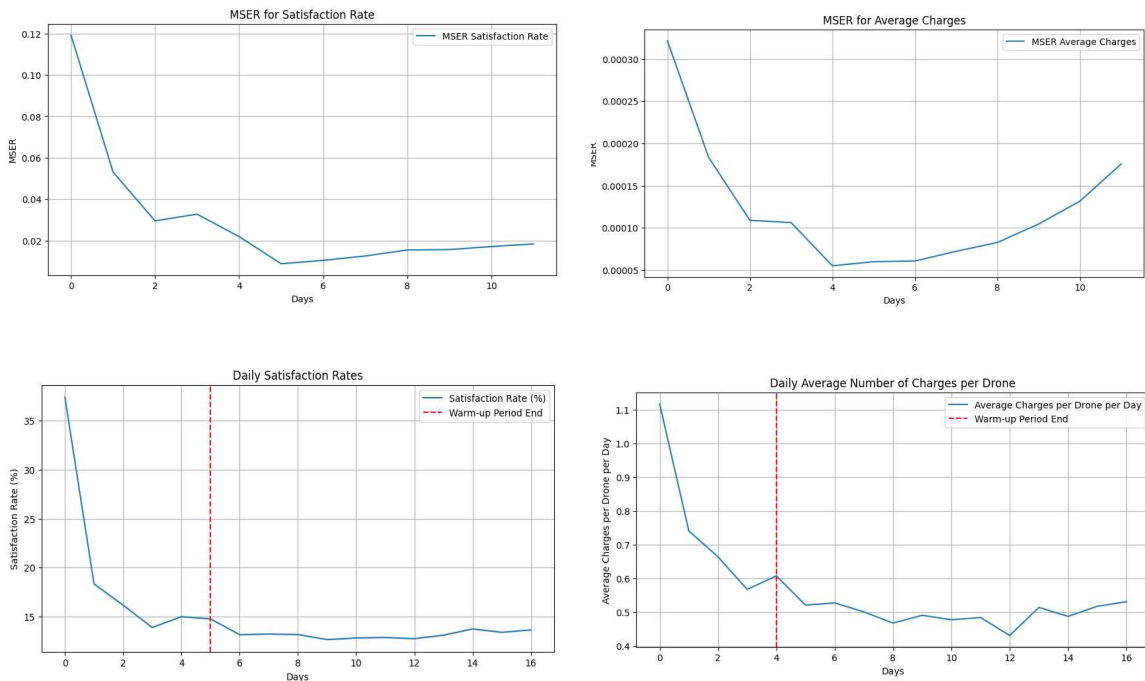 MSER for Satisfaction Rate
MSER Satisfaction Rate
0.12
0.10
0.08
0.06
0.04
0.02
MSER
0 2 4 6 8 10
Days
MSER for Average Charges
MSER Average Charges
0.00030
0.00025
0.00020
0.00015
0.00010
0.00005
MSER
0 2 4 6 8 10
Days
Daily Satisfaction Rates
Satisfaction Rate (%)
Warm-up Period End
35
30
25
20
15
Satisfaction Rate (%)
0 2 4 6 8 10 12 14 16
Days
Daily Average Number of Charges per Drone
Average Charges per Drone per Day
Warm-up Period End
1.1
1.0
0.9
0.8
0.7
0.6
0.5
0.4
Average Charges per Drone per Day
0 2 4 6 8 10 12 14 16
Days